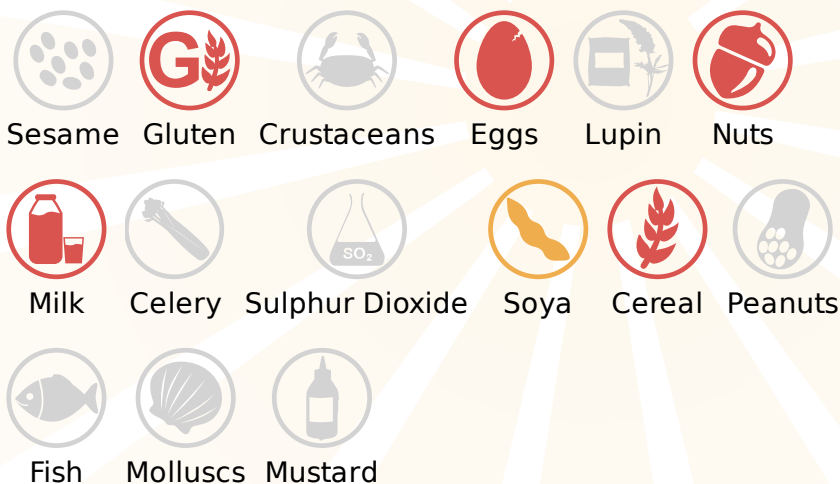 G
Sesame Gluten Crustaceans Eggs Lupin Nuts
SO₂
Milk Celery Sulphur Dioxide Soya Cereal Peanuts
Fish Molluscs Mustard